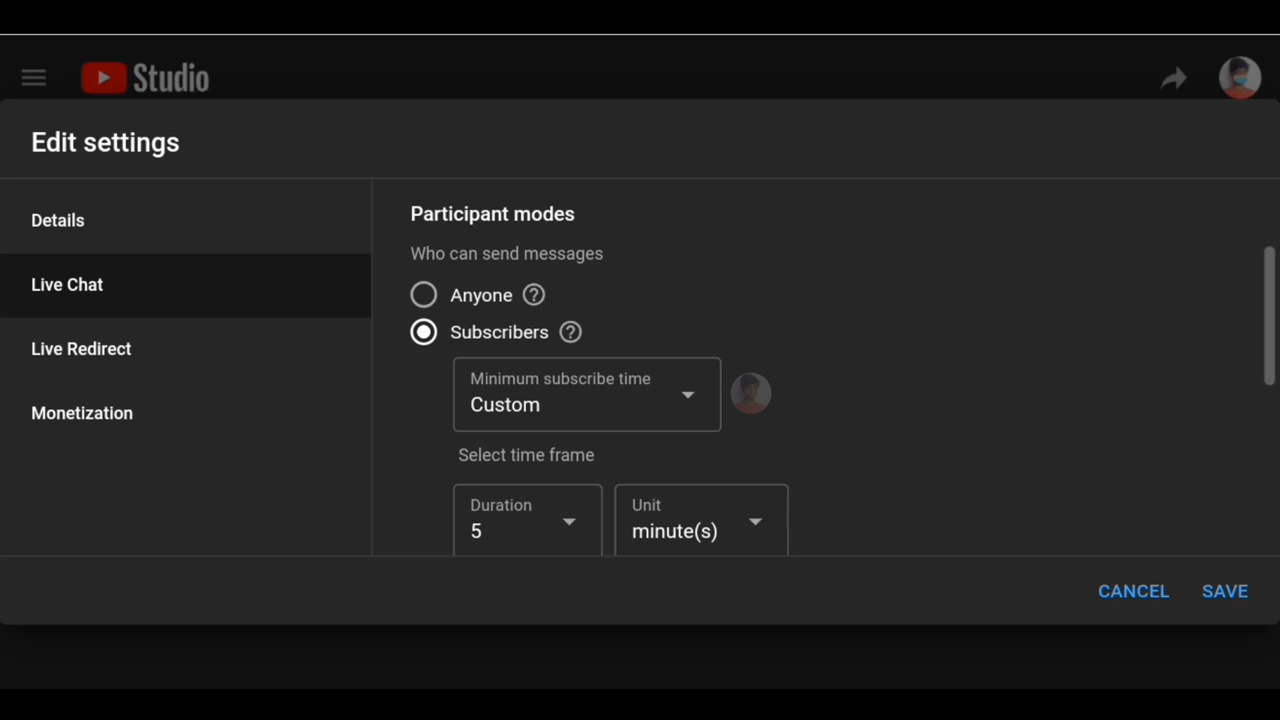 Studio
Edit settings
Details
Live Chat
Live Redirect
Monetization
Participant modes
Who can send messages
Anyone
Subscribers
Minimum subscribe time
Custom
Select time frame
Duration
5
Unit
minute(s)
CANCEL
SAVE